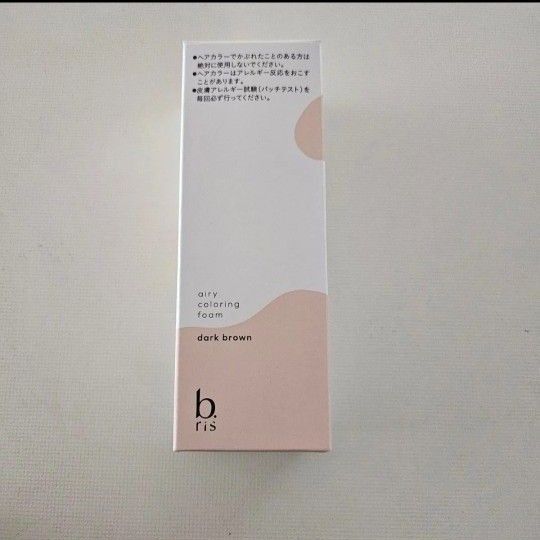 ●ヘアカラーでかぶれたことのある方は
絶対に使用しないでください。
●ヘアカラーはアレルギー反応をおこす
ことがあります。
●皮膚アレルギー試験(パッチテスト)を
毎回必ず行ってください。
airy
coloring
foam
dark brown
b.
ris